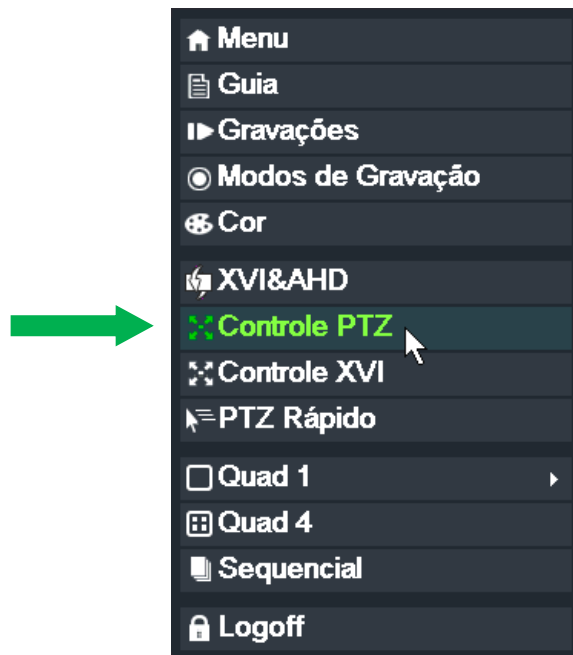 Menu
Guia
Gravações
Modos de Gravação
Cor
XVI&AHD
Controle PTZ
Controle XVI
PTZ Rápido
Quad 1
Quad 4
Sequencial
Logoff